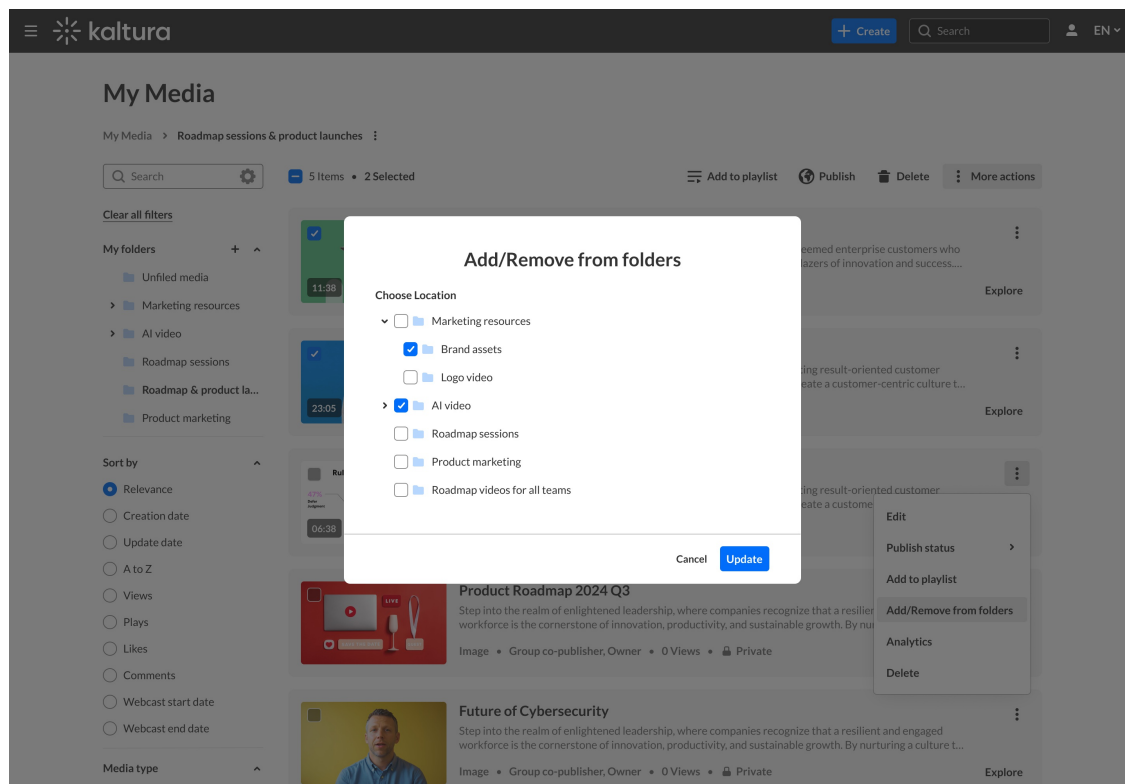 kaltura
Create
Search
EN
My Media
My Media > Roadmap sessions & product launches
Search
5 Items • 2 Selected
Add to playlist
Publish
Delete
More actions
Clear all filters
My folders
Unfiled media
Marketing resources
AI video
Roadmap sessions
Roadmap & product la...
Product marketing
Sort by
Relevance
Creation date
Update date
A to Z
Views
Plays
Likes
Comments
Webcast start date
Webcast end date
Media type
11:38
eemed enterprise customers who
lazers of innovation and success....
Explore
23:05
ing result-oriented customer
eate a customer-centric culture t...
Explore
Rul
47%
06:38
ing result-oriented customer
eate a custome
Add/Remove from folders
Choose Location
Marketing resources
Brand assets
Logo video
AI video
Roadmap sessions
Product marketing
Roadmap videos for all teams
Cancel
Update
Edit
Publish status
Add to playlist
Add/Remove from folders
Analytics
Delete
LIVE
Product Roadmap 2024 Q3
Step into the realm of enlightened leadership, where companies recognize that a resilier
workforce is the cornerstone of innovation, productivity, and sustainable growth. By nu
Image • Group co-publisher, Owner • 0 Views • Private
Future of Cybersecurity
Step into the realm of enlightened leadership, where companies recognize that a resilient and engaged
workforce is the cornerstone of innovation, productivity, and sustainable growth. By nurturing a culture t...
Image • Group co-publisher, Owner • 0 Views • Private
Explore